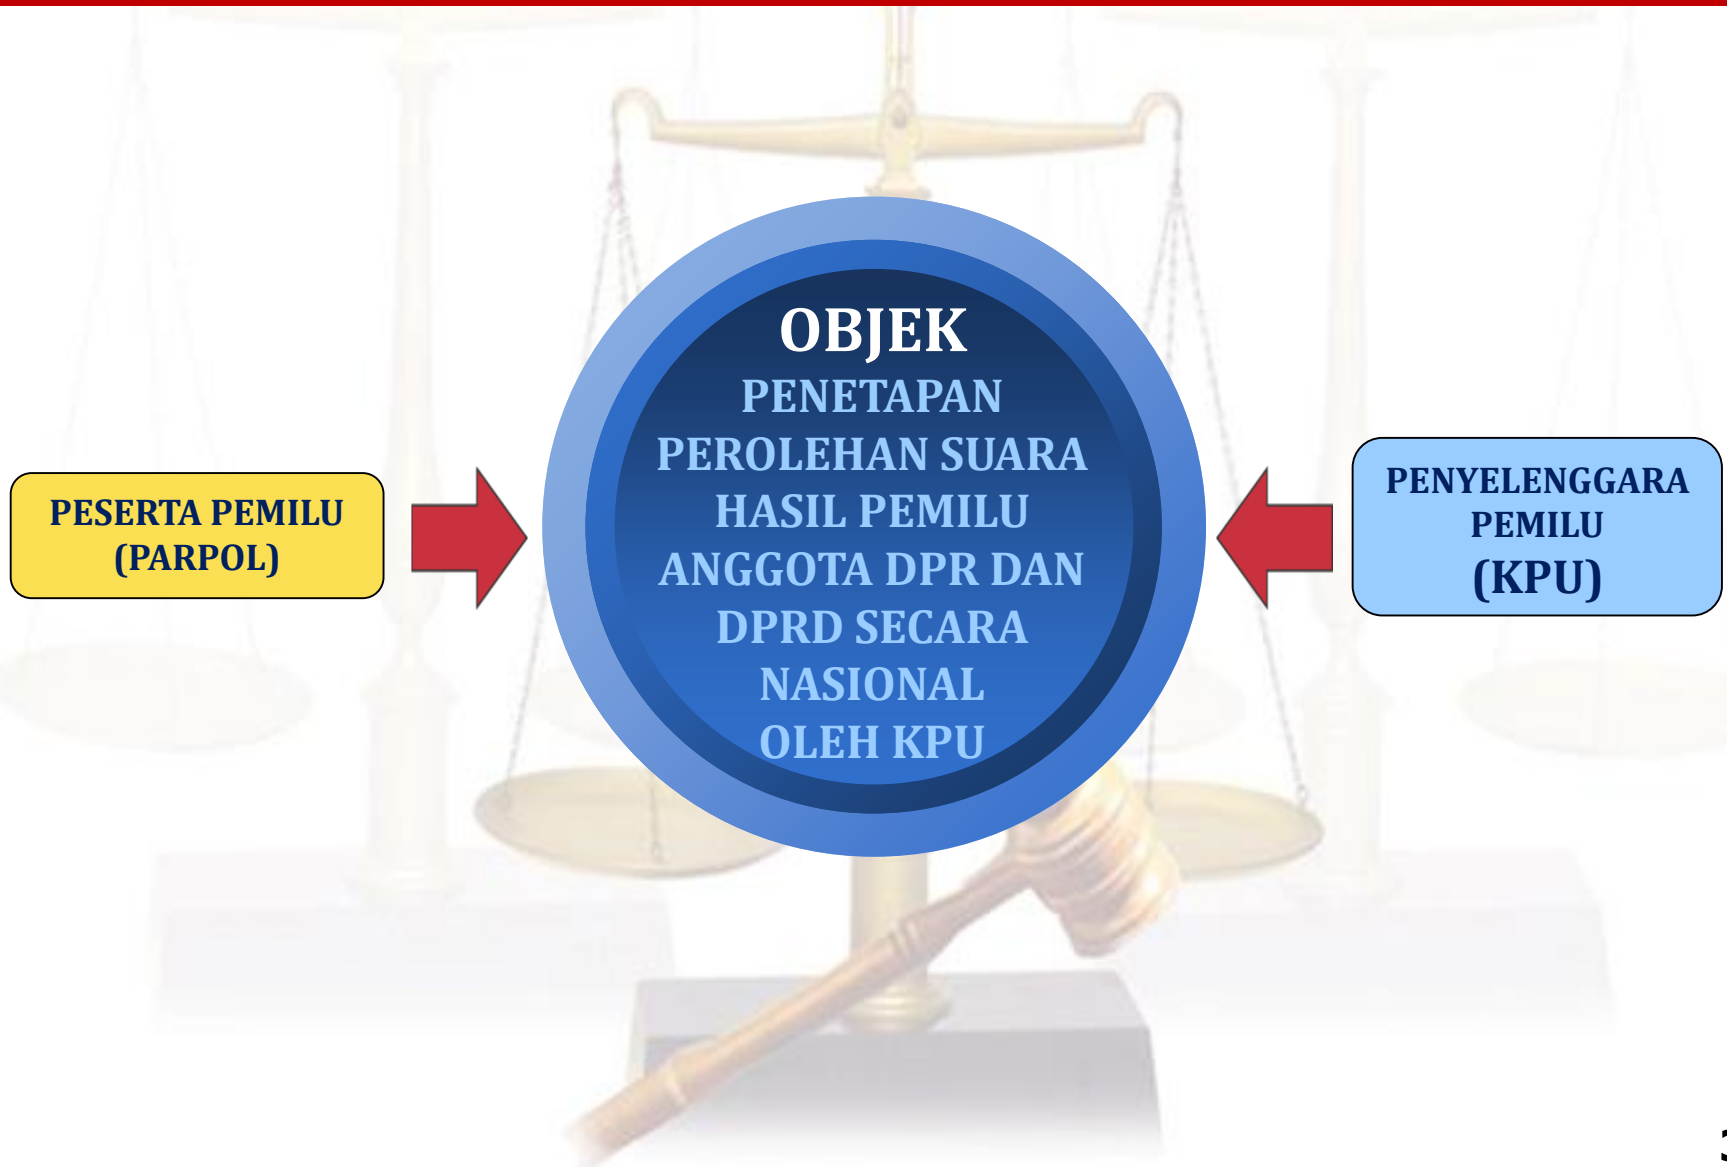 OBJEK
PENETAPAN
PEROLEHAN SUARA
HASIL PEMILU
ANGGOTA DPR DAN
DPRD SECARA
NASIONAL
OLEH KPU
PESERTA PEMILU
(PARPOL)
PENYELENGGARA
PEMILU
(KPU)